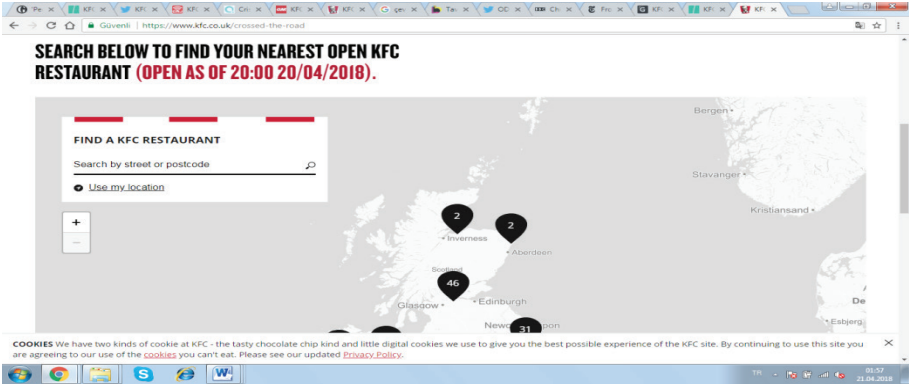 Güvenli | https://www.kfc.co.uk/crossed-the-road
SEARCH BELOW TO FIND YOUR NEAREST OPEN KFC
RESTAURANT (OPEN AS OF 20:00 20/04/2018).
FIND A KFC RESTAURANT
Search by street or postcode
Use my location
+
−
Bergen
Stavanger
Kristiansand
2
2
Inverness
Aberdeen
Scotland
46
Glasgow
Edinburgh
De
31
Esbjerg
COOKIES We have two kinds of cookie at KFC - the tasty chocolate chip kind and little digital cookies we use to give you the best possible experience of the KFC site. By continuing to use this site you
are agreeing to our use of the cookies you can't eat. Please see our updated Privacy Policy.
TR
01:57
21.04.2018